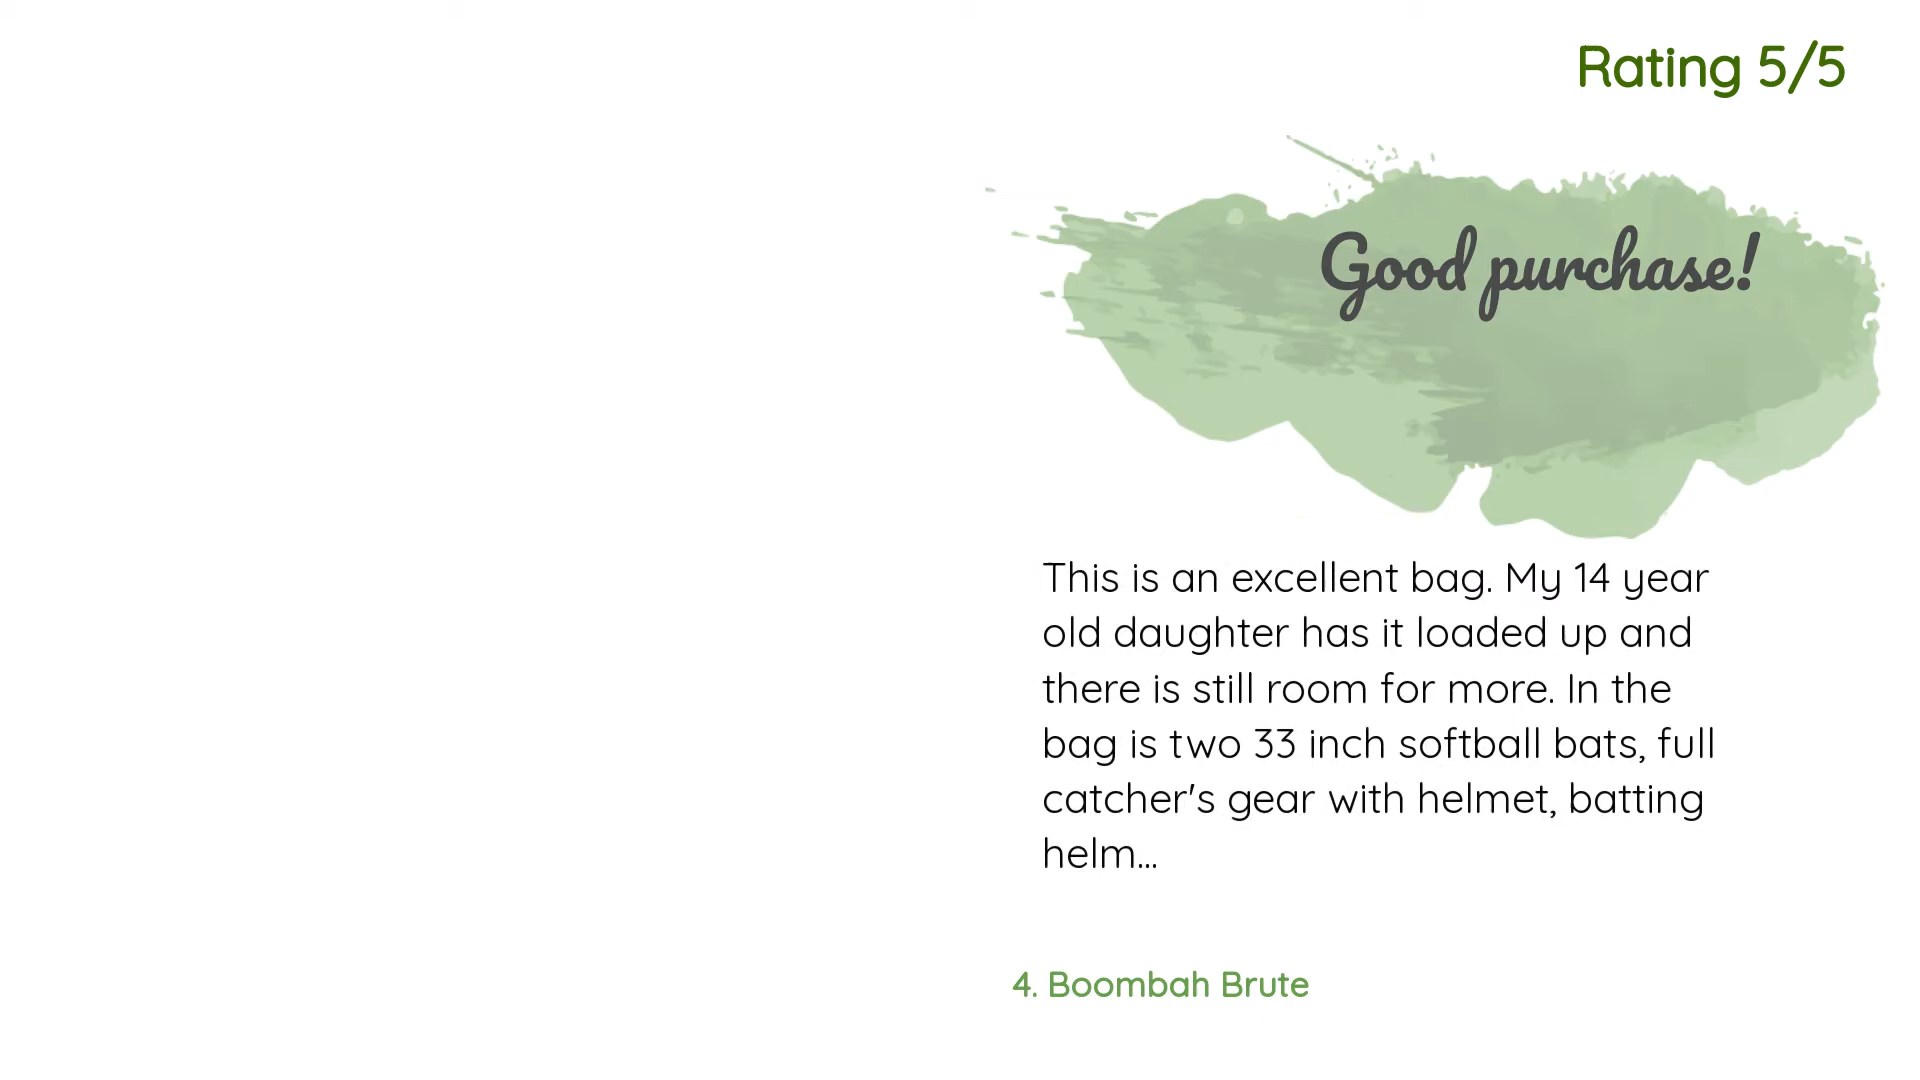 Rating 5/5
Good purchase!
This is an excellent bag. My 14 year
old daughter has it loaded up and
there is still room for more. In the
bag is two 33 inch softball bats, full
catcher's gear with helmet, batting
helm...
4. Boombah Brute